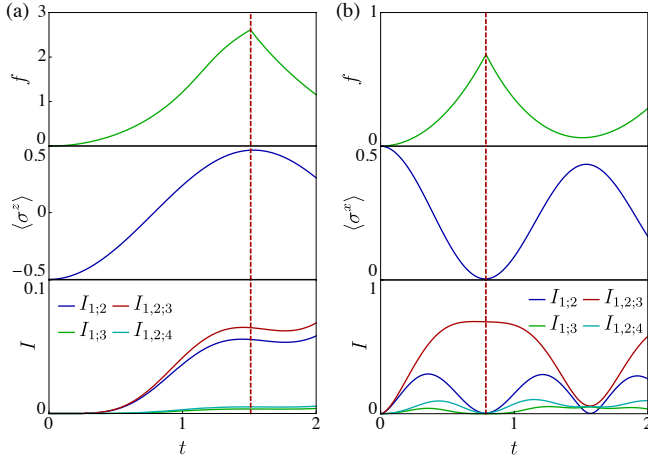 (a)
3
2
1
0
f
0.5
0
−0.5
⟨σ^z⟩
0.1
0
I
I_{1;2} I_{1,2;3}
I_{1;3} I_{1,2;4}
0 1 2
t
(b)
1
0
f
0.5
0
⟨σ^x⟩
1
0
I
I_{1;2} I_{1,2;3}
I_{1;3} I_{1,2;4}
0 1 2
t